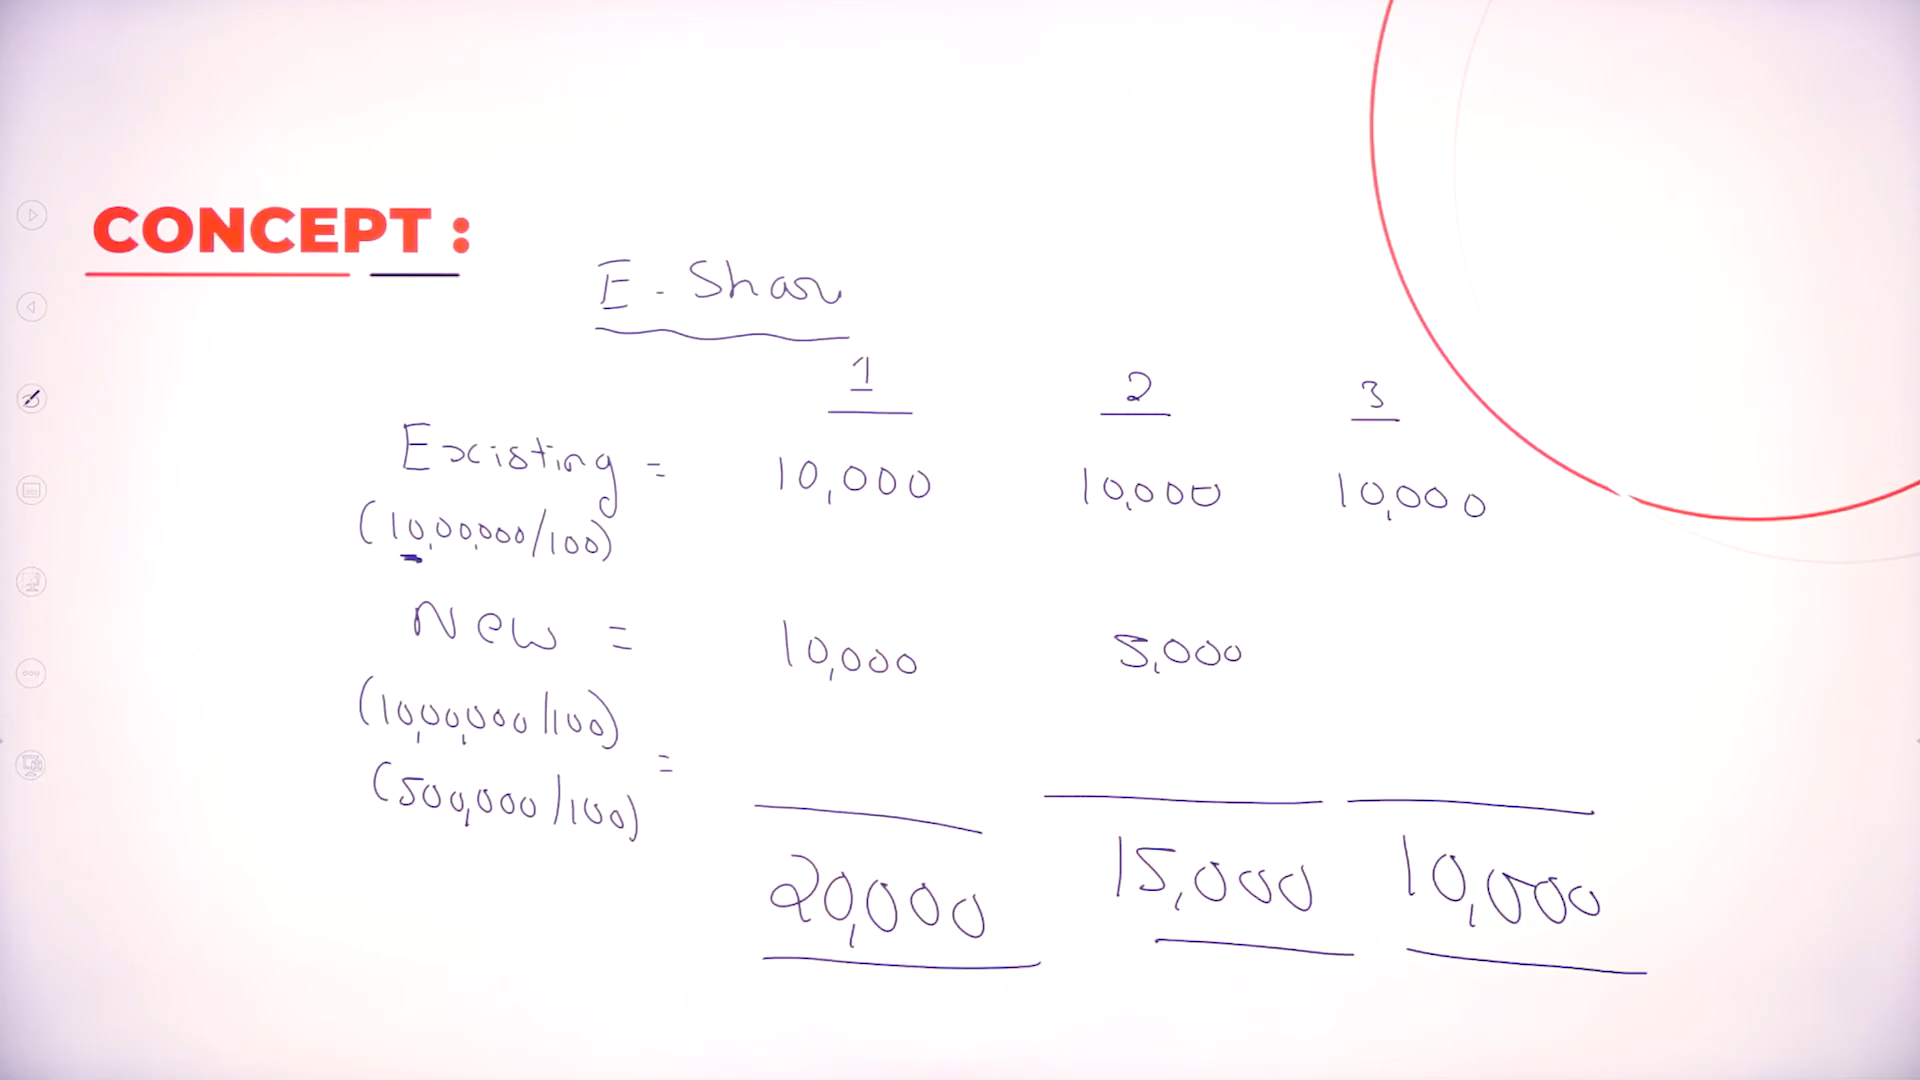 CONCEPT :
E - Shar
1 2 3
Existing = 10,000 10,000 10,000
(10,00,000/100)
New = 10,000 5,000
(10,00,000/100)
=
(500,000/100)
20,000 15,000 10,000